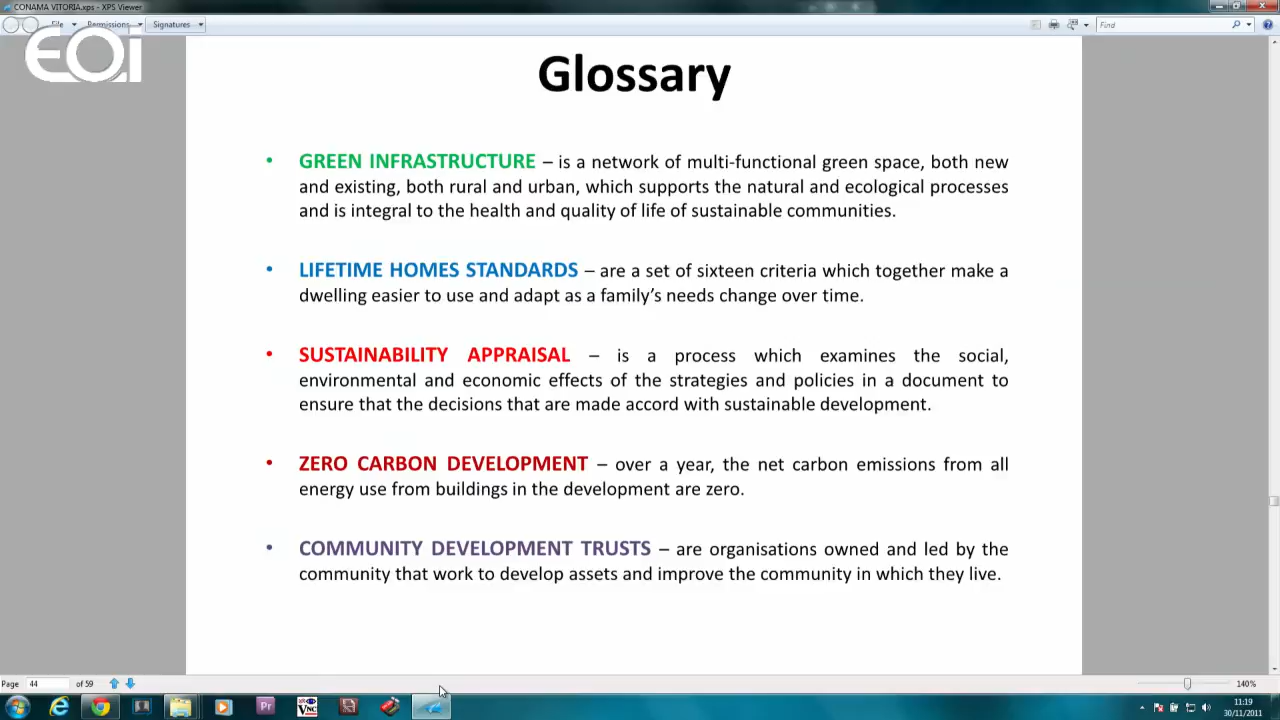 CONAMA VITORIA.xps - XPS Viewer
File Permissions Signatures Find
EOi
Glossary
• GREEN INFRASTRUCTURE – is a network of multi-functional green space, both new
and existing, both rural and urban, which supports the natural and ecological processes
and is integral to the health and quality of life of sustainable communities.
• LIFETIME HOMES STANDARDS – are a set of sixteen criteria which together make a
dwelling easier to use and adapt as a family’s needs change over time.
• SUSTAINABILITY APPRAISAL – is a process which examines the social,
environmental and economic effects of the strategies and policies in a document to
ensure that the decisions that are made accord with sustainable development.
• ZERO CARBON DEVELOPMENT – over a year, the net carbon emissions from all
energy use from buildings in the development are zero.
• COMMUNITY DEVELOPMENT TRUSTS – are organisations owned and led by the
community that work to develop assets and improve the community in which they live.
Page 44 of 59 140%
Pr VNC 11:19
30/11/2011